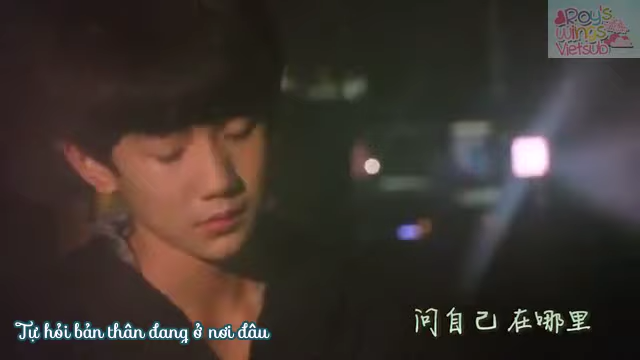 Roy's
Wings
Vietsub
Tự hỏi bản thân đang ở nơi đâu
问自己在哪里